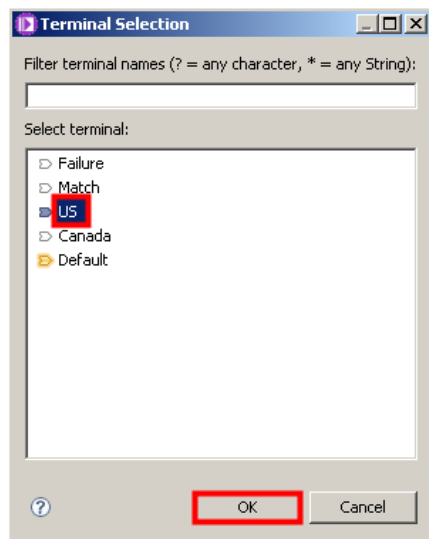 Terminal Selection
Filter terminal names (? = any character, * = any String):
Select terminal:
Failure
Match
US
Canada
Default
? OK Cancel